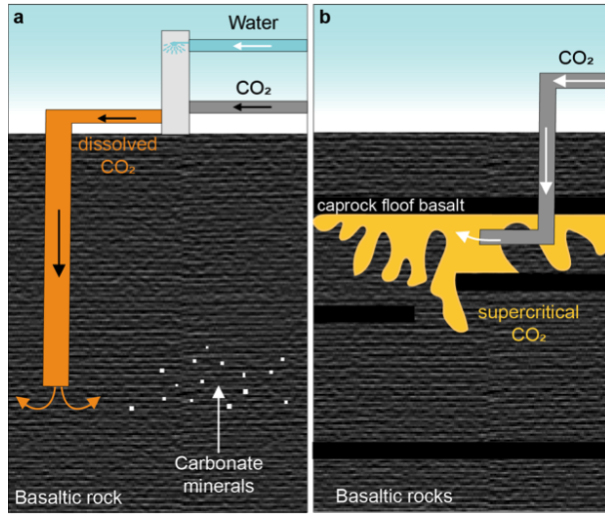 a
Water
CO₂
dissolved
CO₂
Carbonate
minerals
Basaltic rock
b
CO₂
caprock floof basalt
supercritical
CO₂
Basaltic rocks